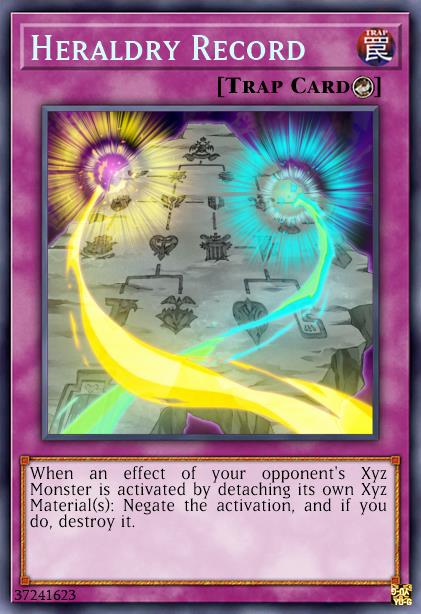 HERALDRY RECORD
TRAP
罠
[TRAP CARD]
When an effect of your opponent's Xyz
Monster is activated by detaching its own Xyz
Material(s): Negate the activation, and if you
do, destroy it.
37241623